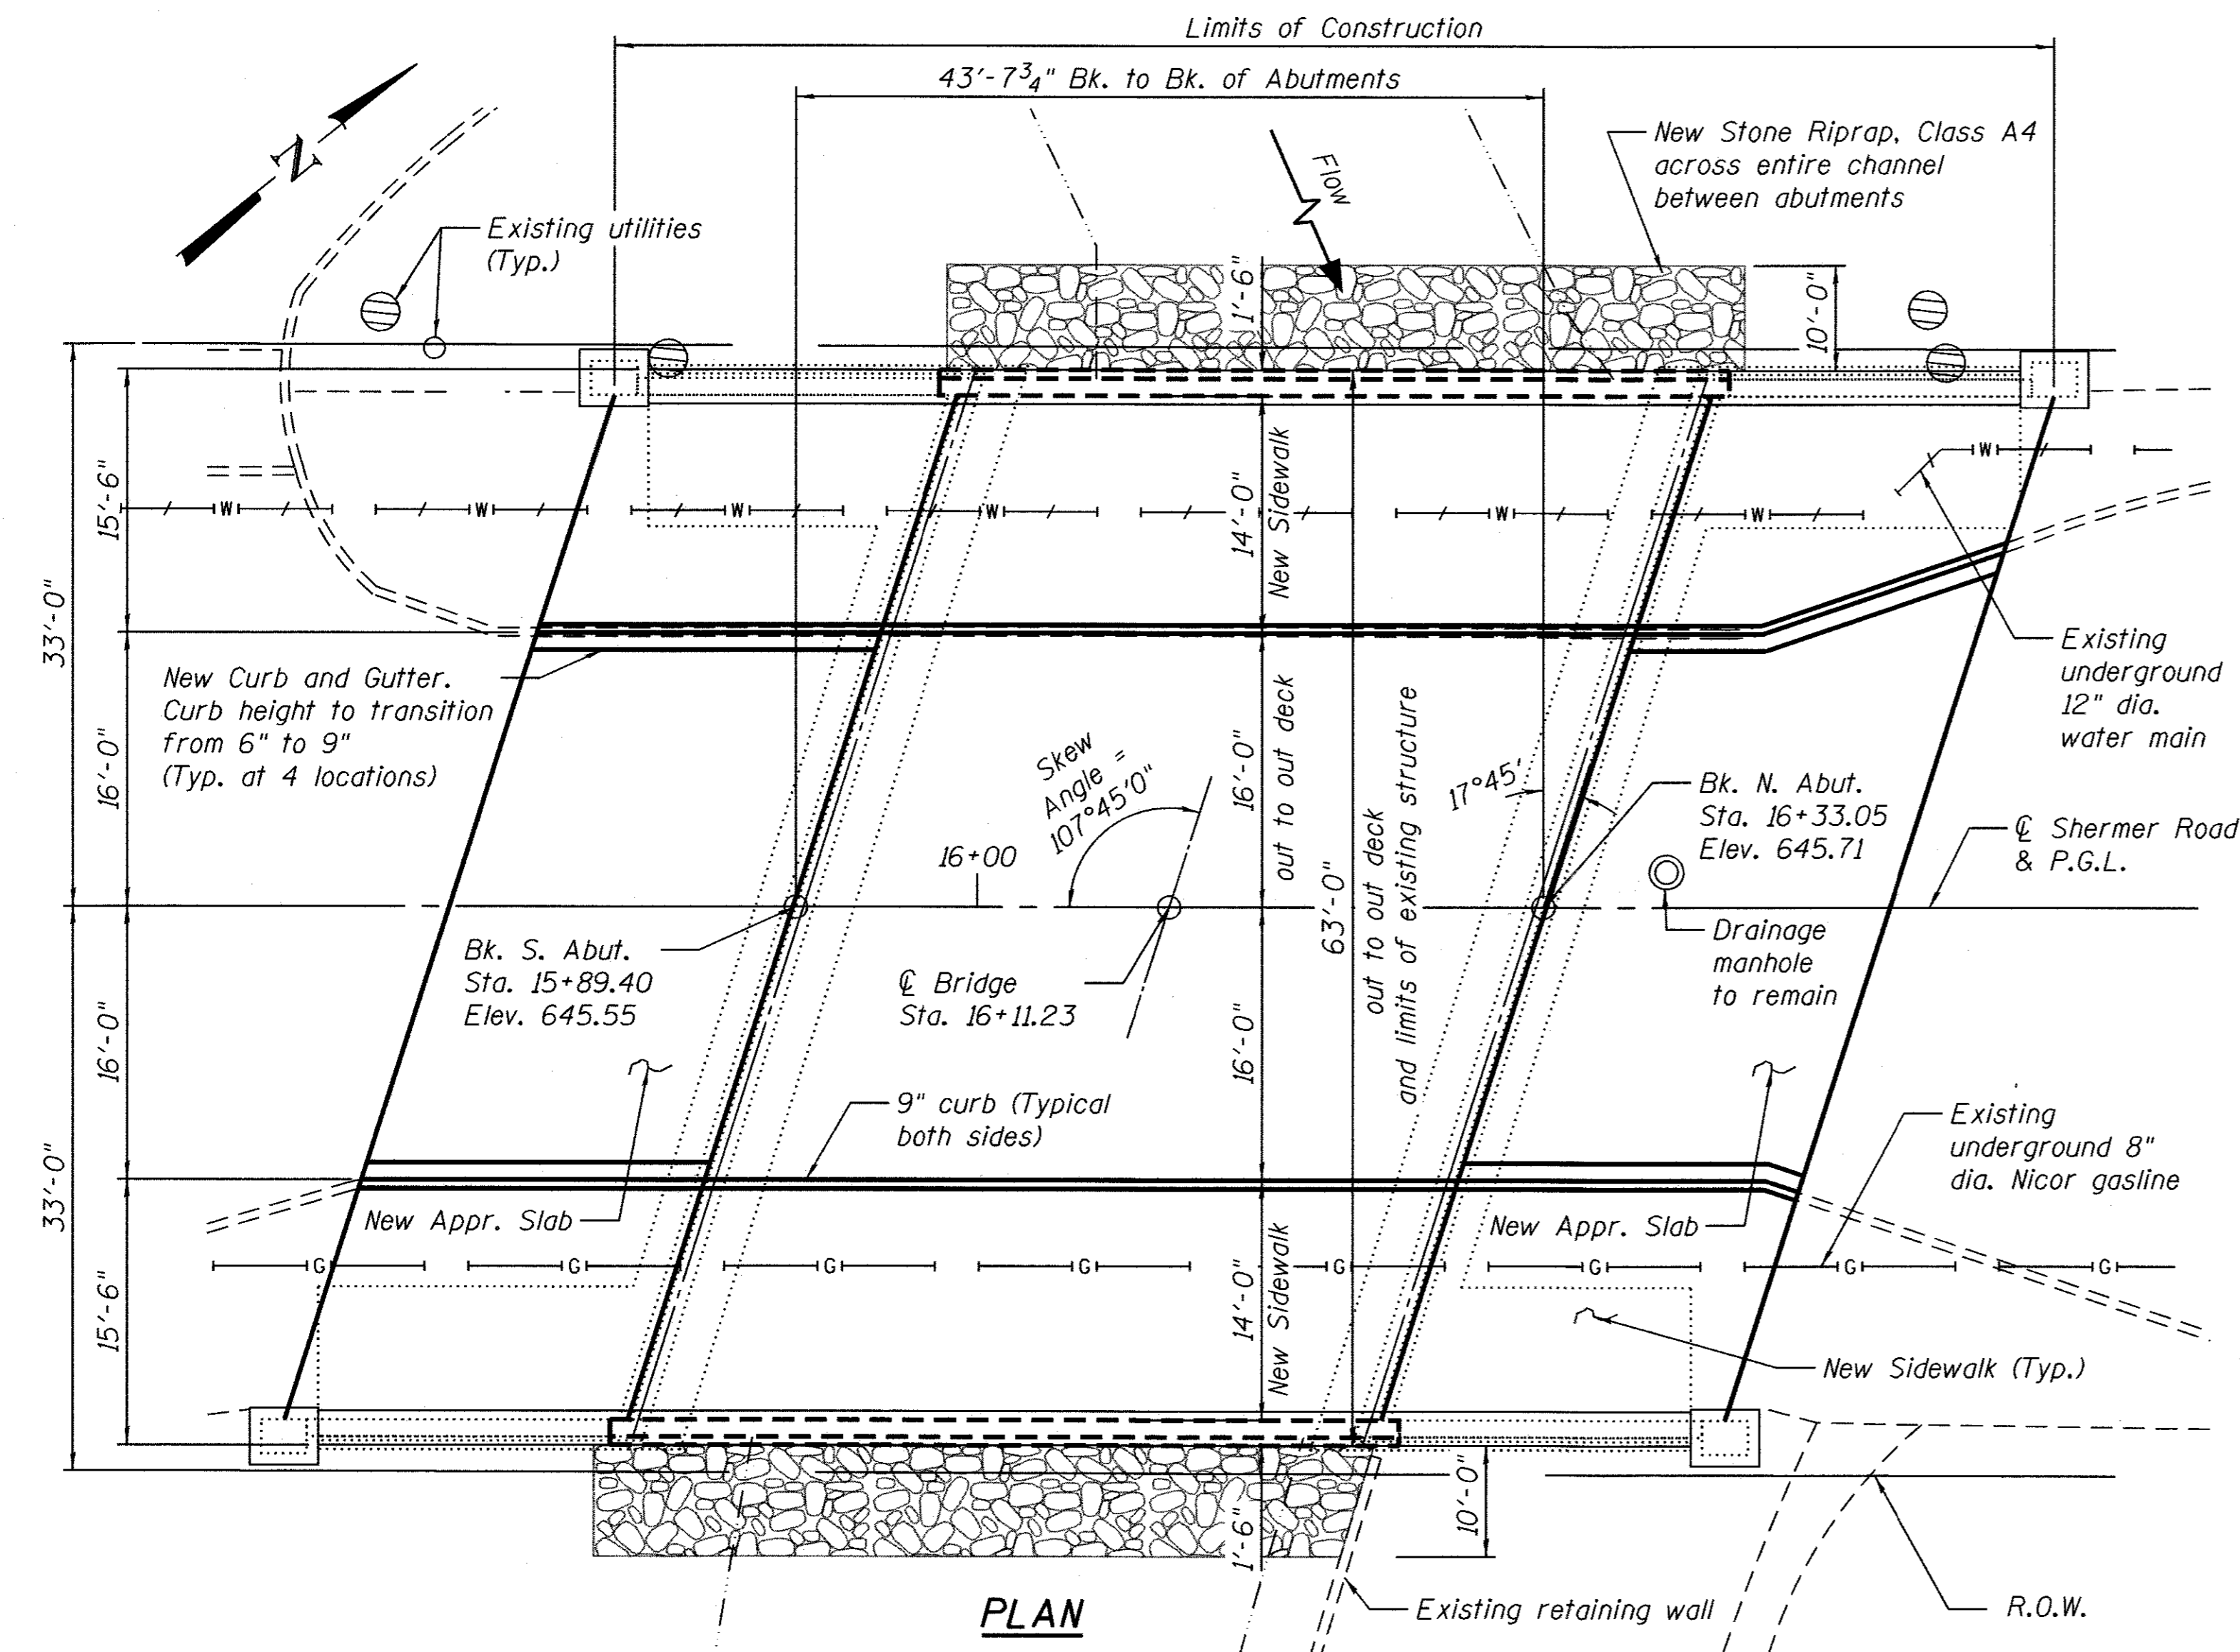 Limits of Construction
43'-7 3/4" Bk. to Bk. of Abutments
N
Flow
New Stone Riprap, Class A4
across entire channel
between abutments
Existing utilities
(Typ.)
1'-6"
10'-0"
33'-0"
15'-6"
14'-0"
New Sidewalk
W
W
W
W
W
W
W
W
New Curb and Gutter.
Curb height to transition
from 6" to 9"
(Typ. at 4 locations)
16'-0"
Skew
Angle =
107°45'0"
16+00
16'-0"
out to out deck
63'-0"
out to out deck
and limits of existing structure
17°45'
Bk. N. Abut.
Sta. 16+33.05
Elev. 645.71
Existing
underground
12" dia.
water main
℄ Shermer Road
& P.G.L.
Bk. S. Abut.
Sta. 15+89.40
Elev. 645.55
℄ Bridge
Sta. 16+11.23
Drainage
manhole
to remain
16'-0"
16'-0"
9" curb (Typical
both sides)
Existing
underground 8"
dia. Nicor gasline
33'-0"
New Appr. Slab
New Appr. Slab
G
G
G
G
G
G
G
G
15'-6"
14'-0"
New Sidewalk
New Sidewalk (Typ.)
1'-6"
10'-0"
Existing retaining wall
R.O.W.
PLAN